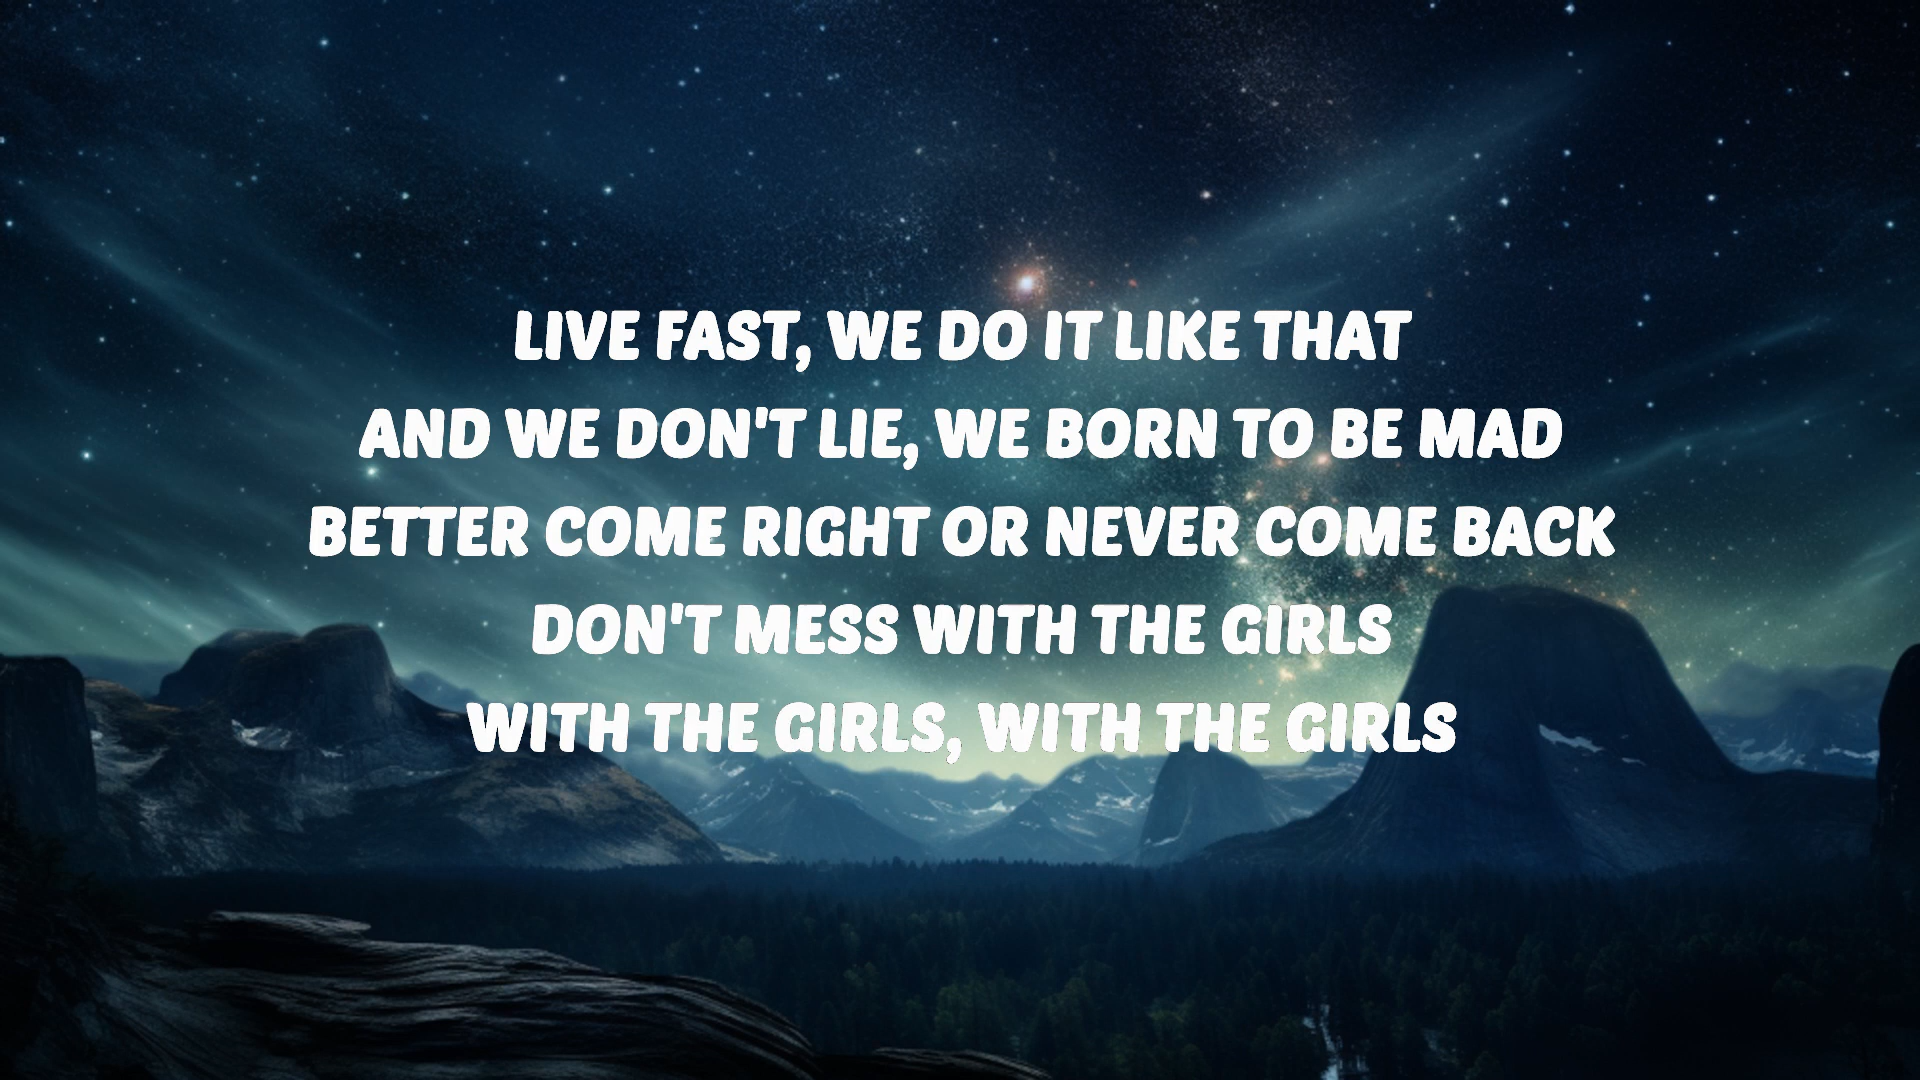 LIVE FAST, WE DO IT LIKE THAT
AND WE DON'T LIE, WE BORN TO BE MAD
BETTER COME RIGHT OR NEVER COME BACK
DON'T MESS WITH THE GIRLS
WITH THE GIRLS, WITH THE GIRLS